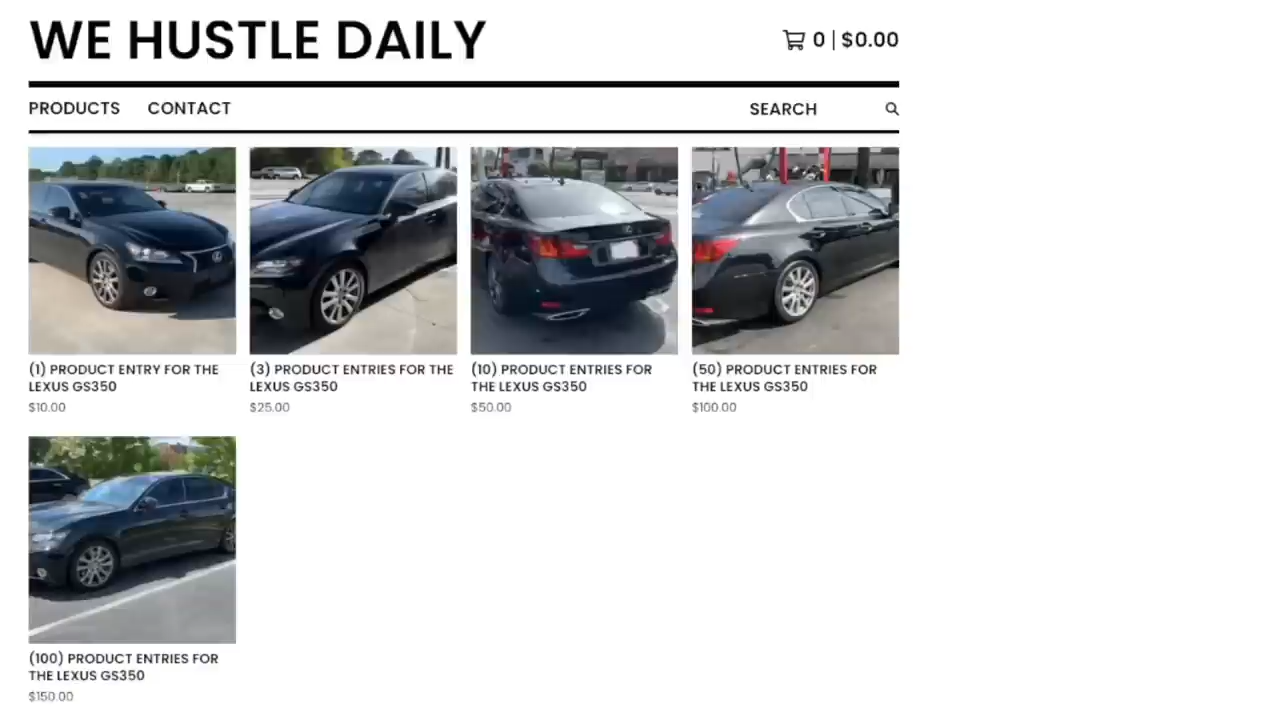 WE HUSTLE DAILY
0 | $0.00
PRODUCTS CONTACT SEARCH
(1) PRODUCT ENTRY FOR THE
LEXUS GS350
$10.00
(3) PRODUCT ENTRIES FOR THE
LEXUS GS350
$25.00
(10) PRODUCT ENTRIES FOR
THE LEXUS GS350
$50.00
(50) PRODUCT ENTRIES FOR
THE LEXUS GS350
$100.00
(100) PRODUCT ENTRIES FOR
THE LEXUS GS350
$150.00